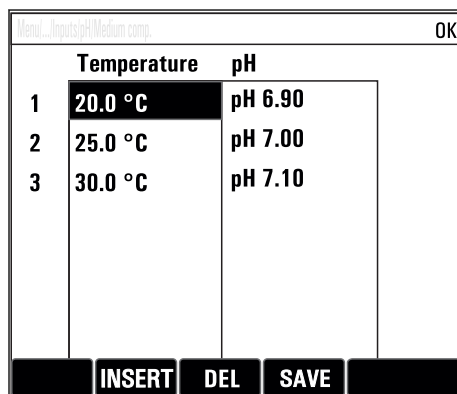 Menu/.../Inputs/pH/Medium comp. OK
Temperature pH
1 20.0 °C pH 6.90
2 25.0 °C pH 7.00
3 30.0 °C pH 7.10
INSERT DEL SAVE